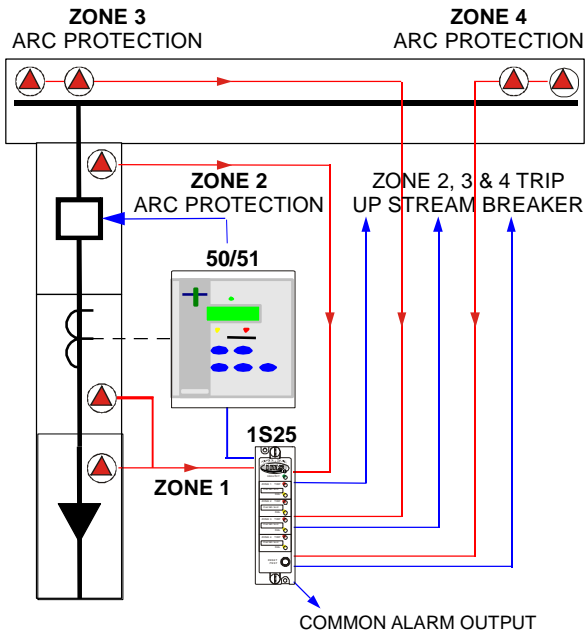 ZONE 3
ARC PROTECTION
ZONE 4
ARC PROTECTION
ZONE 2
ARC PROTECTION
ZONE 2, 3 & 4 TRIP
UP STREAM BREAKER
50/51
1S25
ZONE 1
COMMON ALARM OUTPUT